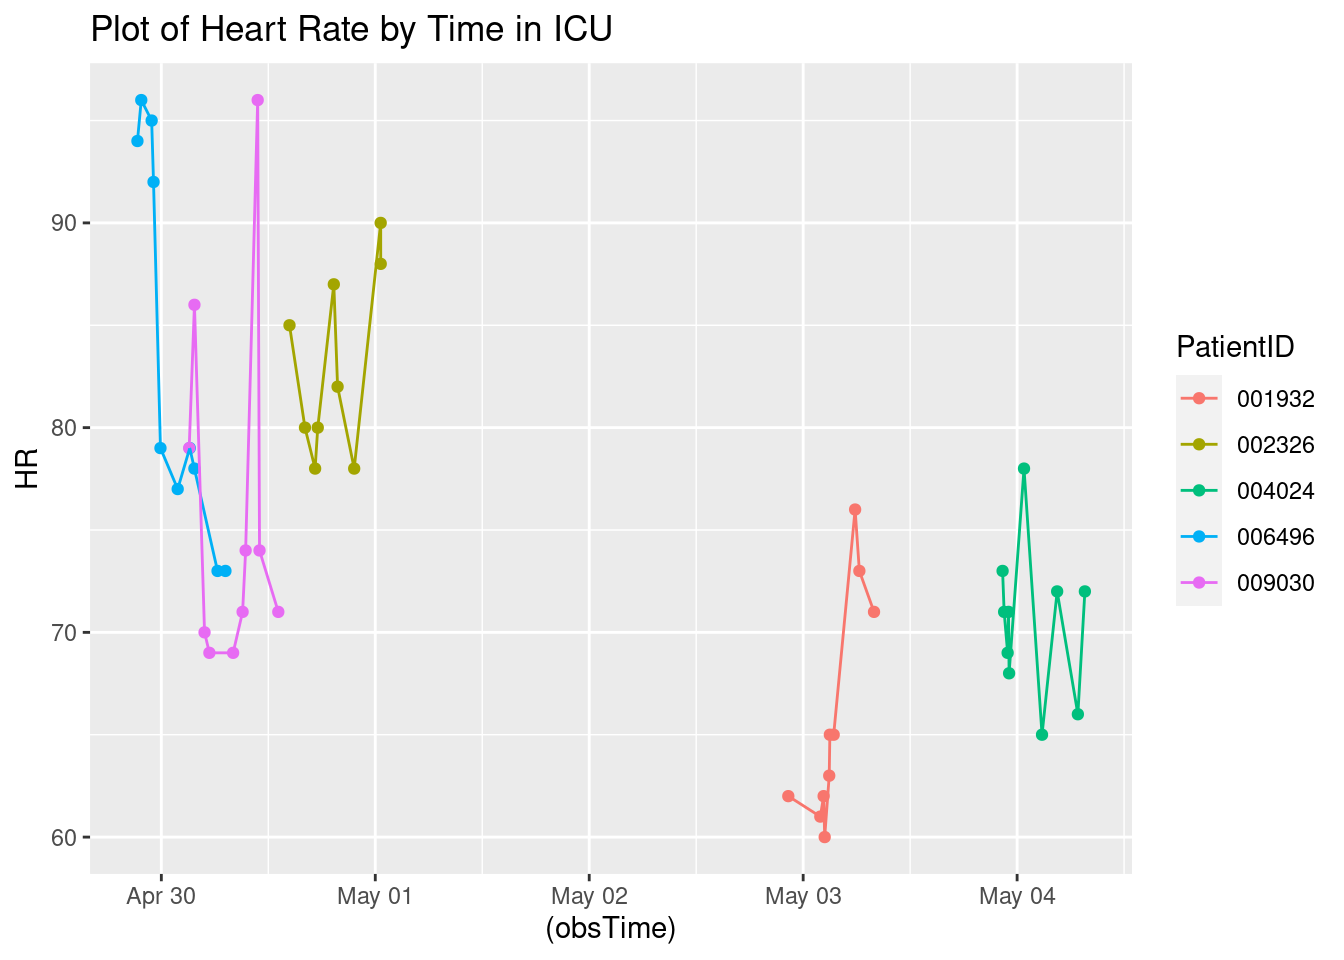 Plot of Heart Rate by Time in ICU
HR
90
80
70
60
Apr 30
May 01
May 02
May 03
May 04
(obsTime)
PatientID
001932
002326
004024
006496
009030